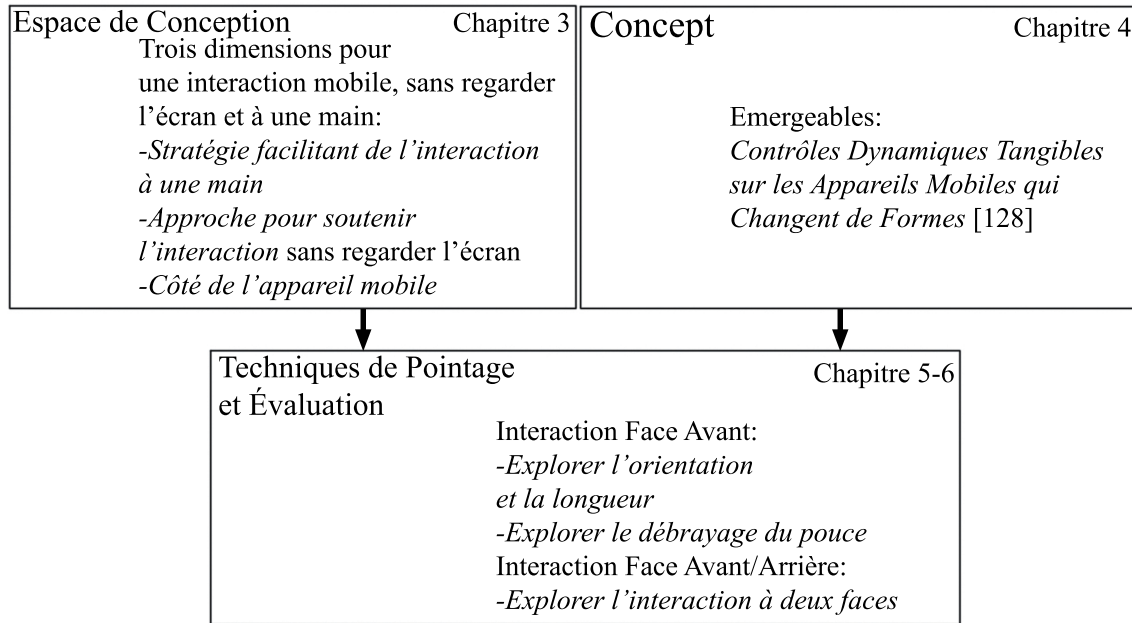 Espace de Conception Chapitre 3
Trois dimensions pour
une interaction mobile, sans regarder
l’écran et à une main:
-Stratégie facilitant de l’interaction
à une main
-Approche pour soutenir
l’interaction sans regarder l’écran
-Côté de l’appareil mobile
Concept Chapitre 4
Emergeables:
Contrôles Dynamiques Tangibles
sur les Appareils Mobiles qui
Changent de Formes [128]
Techniques de Pointage Chapitre 5-6
et Évaluation
Interaction Face Avant:
-Explorer l’orientation
et la longueur
-Explorer le débrayage du pouce
Interaction Face Avant/Arrière:
-Explorer l’interaction à deux faces